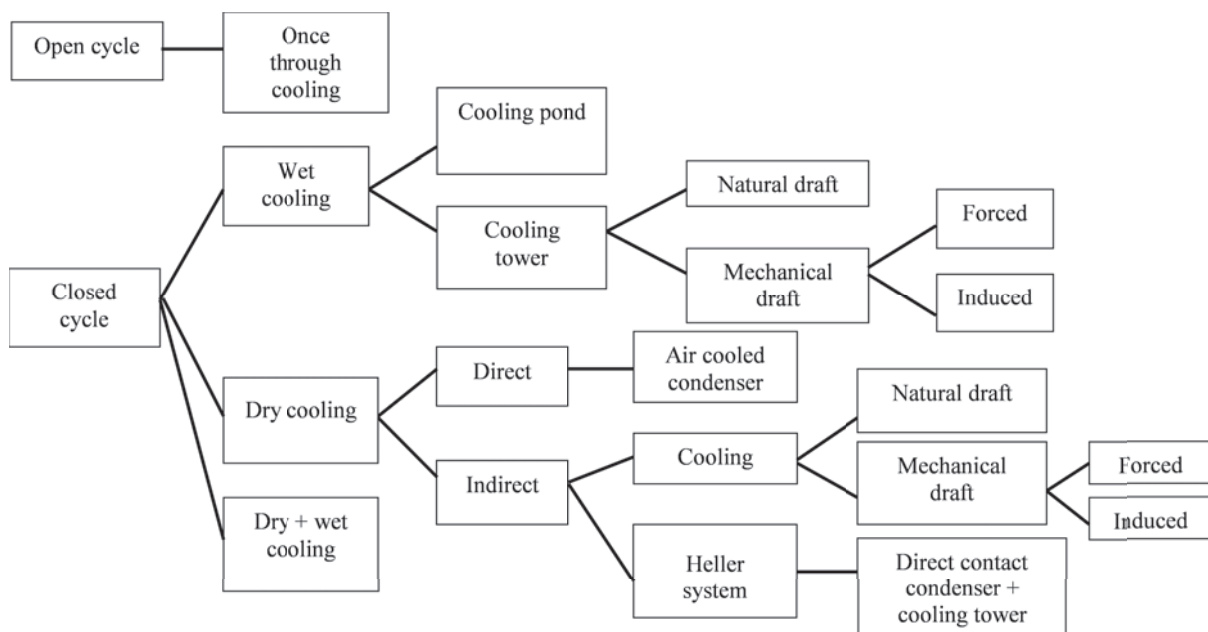 Open cycle
Once
through
cooling
Cooling pond
Wet
cooling
Natural draft
Cooling
tower
Forced
Mechanical
draft
Induced
Closed
cycle
Direct
Air cooled
condenser
Dry cooling
Natural draft
Cooling
Indirect
Mechanical
draft
Forced
Induced
Dry + wet
cooling
Heller
system
Direct contact
condenser +
cooling tower